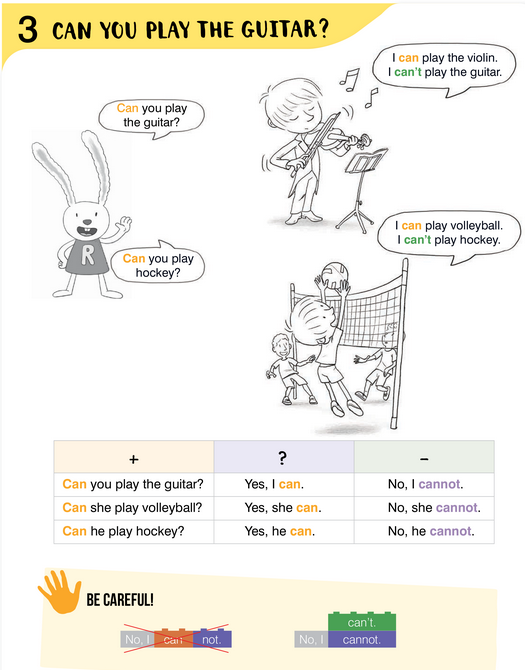 3 CAN YOU PLAY THE GUITAR?
I can play the violin.
I can't play the guitar.
Can you play
the guitar?
I can play volleyball.
I can't play hockey.
Can you play
hockey?
R
+ ? –
Can you play the guitar? Yes, I can. No, I cannot.
Can she play volleyball? Yes, she can. No, she cannot.
Can he play hockey? Yes, he can. No, he cannot.
BE CAREFUL!
can't.
No, I can not. No, I cannot.